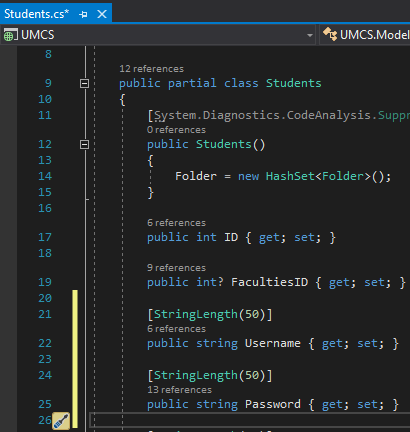 Students.cs*
UMCS UMCS.Model
8
12 references
9 public partial class Students
10 {
11 [System.Diagnostics.CodeAnalysis.Suppr
0 references
12 public Students()
13 {
14 Folder = new HashSet<Folder>();
15 }
16
6 references
17 public int ID { get; set; }
18
9 references
19 public int? FacultiesID { get; set; }
20
21 [StringLength(50)]
6 references
22 public string Username { get; set; }
23
24 [StringLength(50)]
13 references
25 public string Password { get; set; }
26